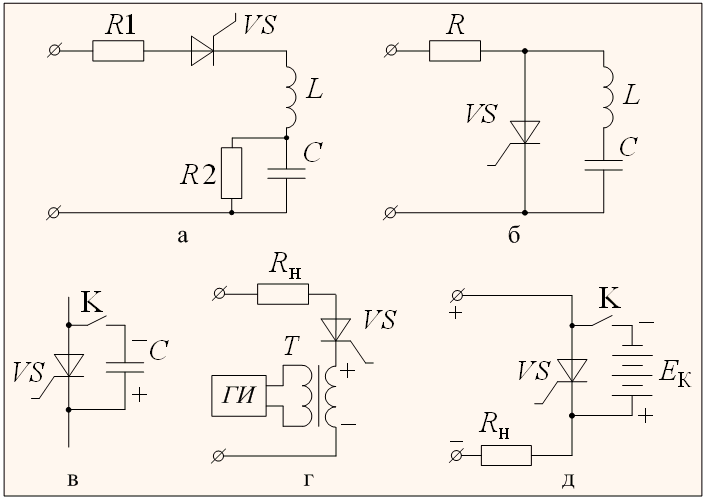 R1 VS
L
R2 C
а
R
VS L
C
б
К
– C
VS +
в
Rн
VS
T +
ГИ
–
г
+ К –
VS EК
+
Rн
–
д